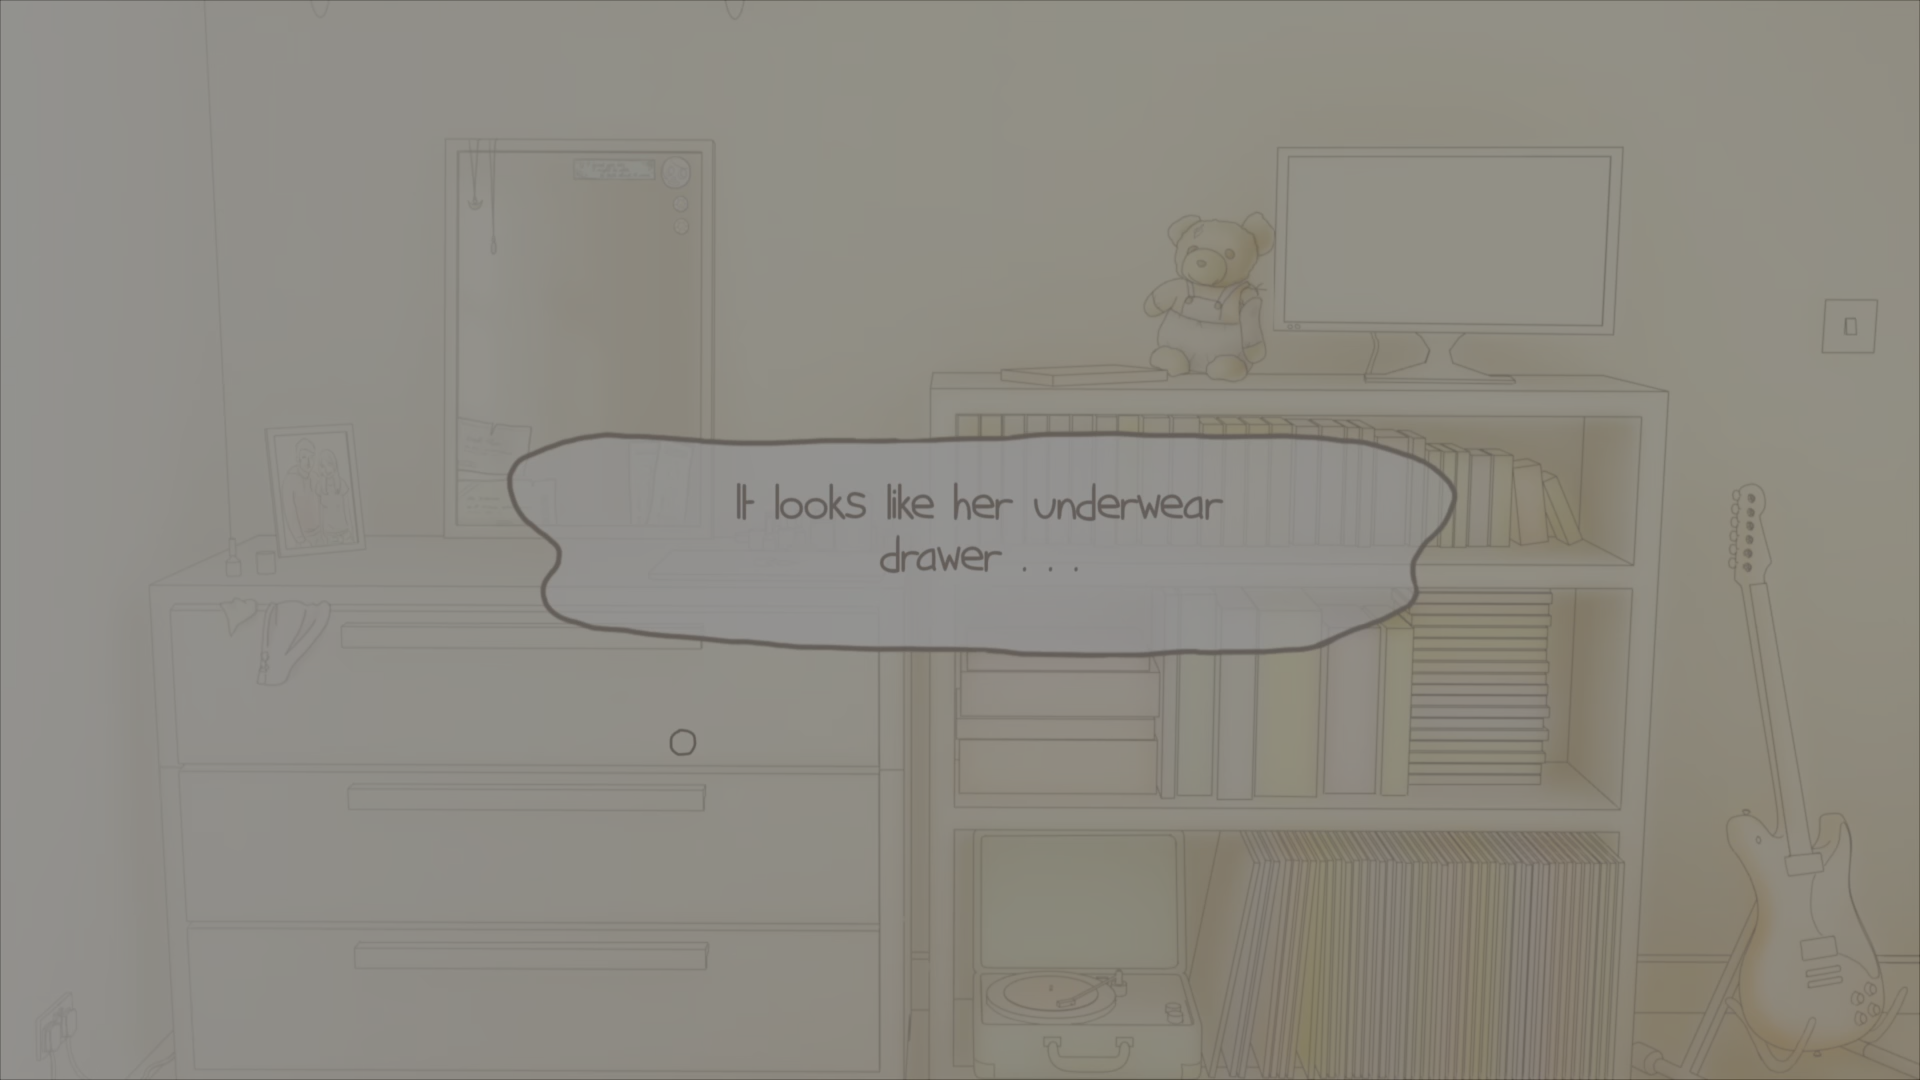 It looks like her underwear
drawer . . .